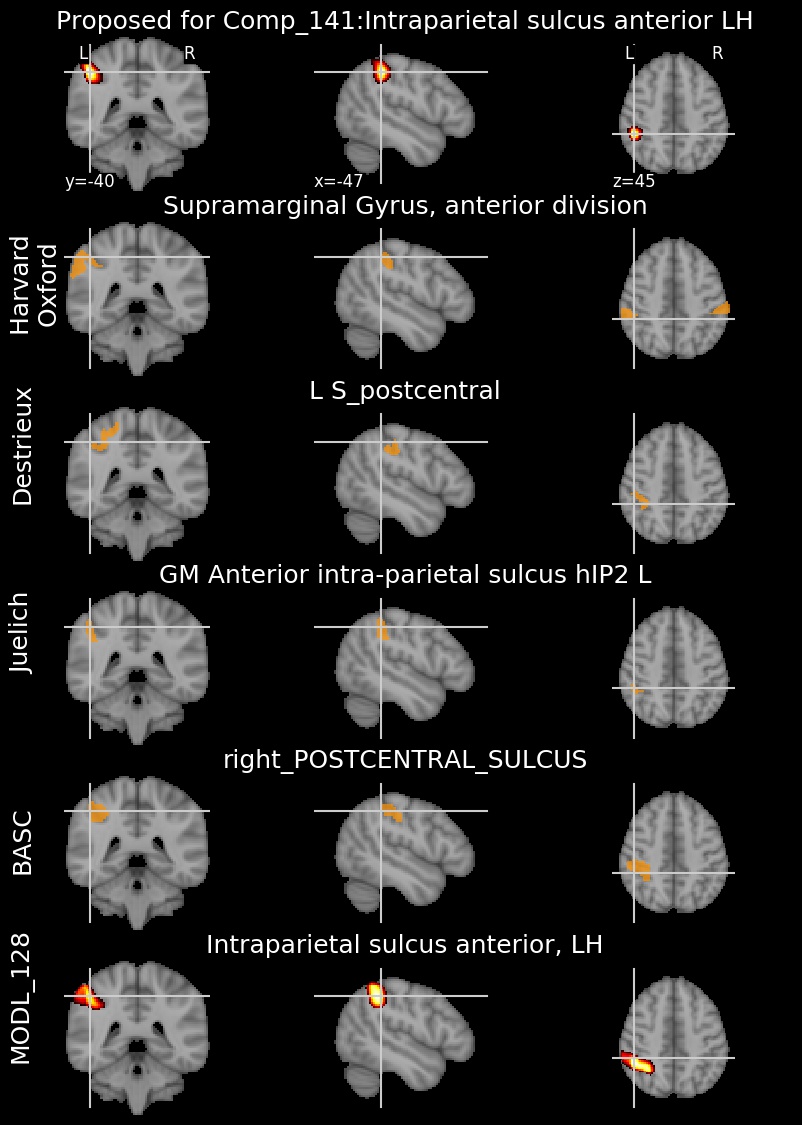 Proposed for Comp_141:Intraparietal sulcus anterior LH
L R L R
y=-40 x=-47 z=45
Supramarginal Gyrus, anterior division
Harvard
Oxford
L S_postcentral
Destrieux
GM Anterior intra-parietal sulcus hIP2 L
Juelich
right_POSTCENTRAL_SULCUS
BASC
Intraparietal sulcus anterior, LH
MODL_128